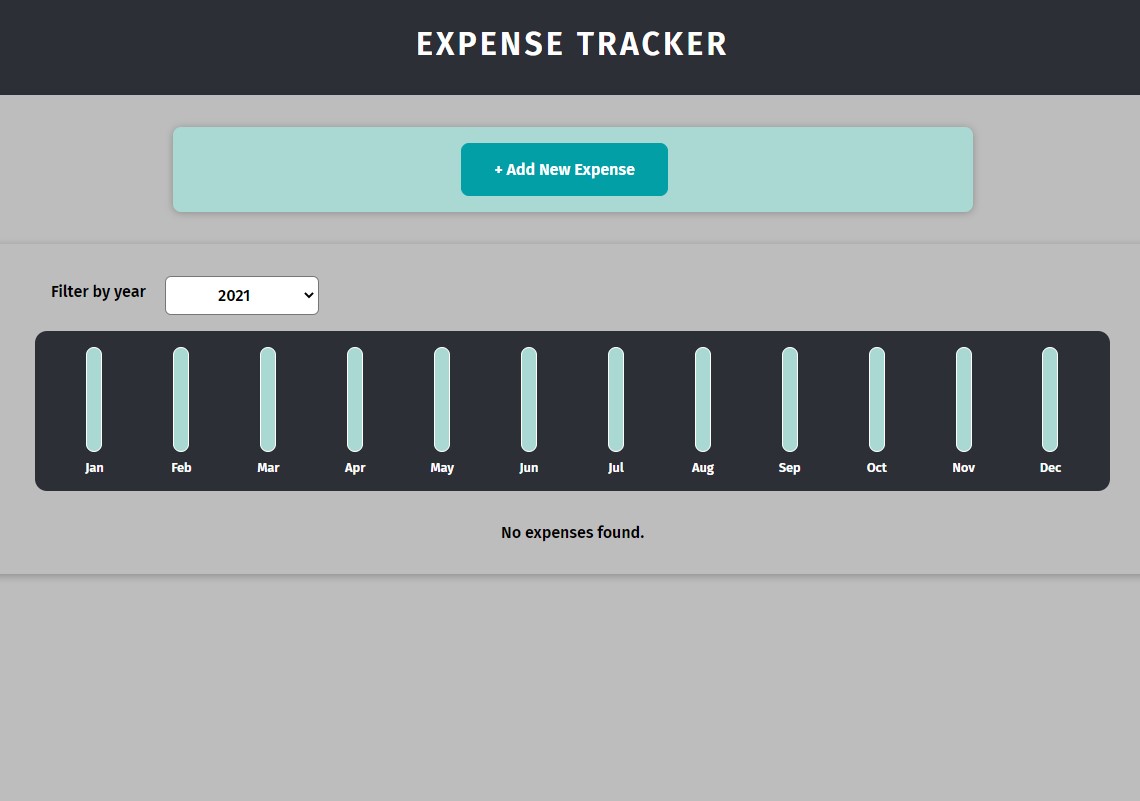 EXPENSE TRACKER
+ Add New Expense
Filter by year 2021
Jan Feb Mar Apr May Jun Jul Aug Sep Oct Nov Dec
No expenses found.